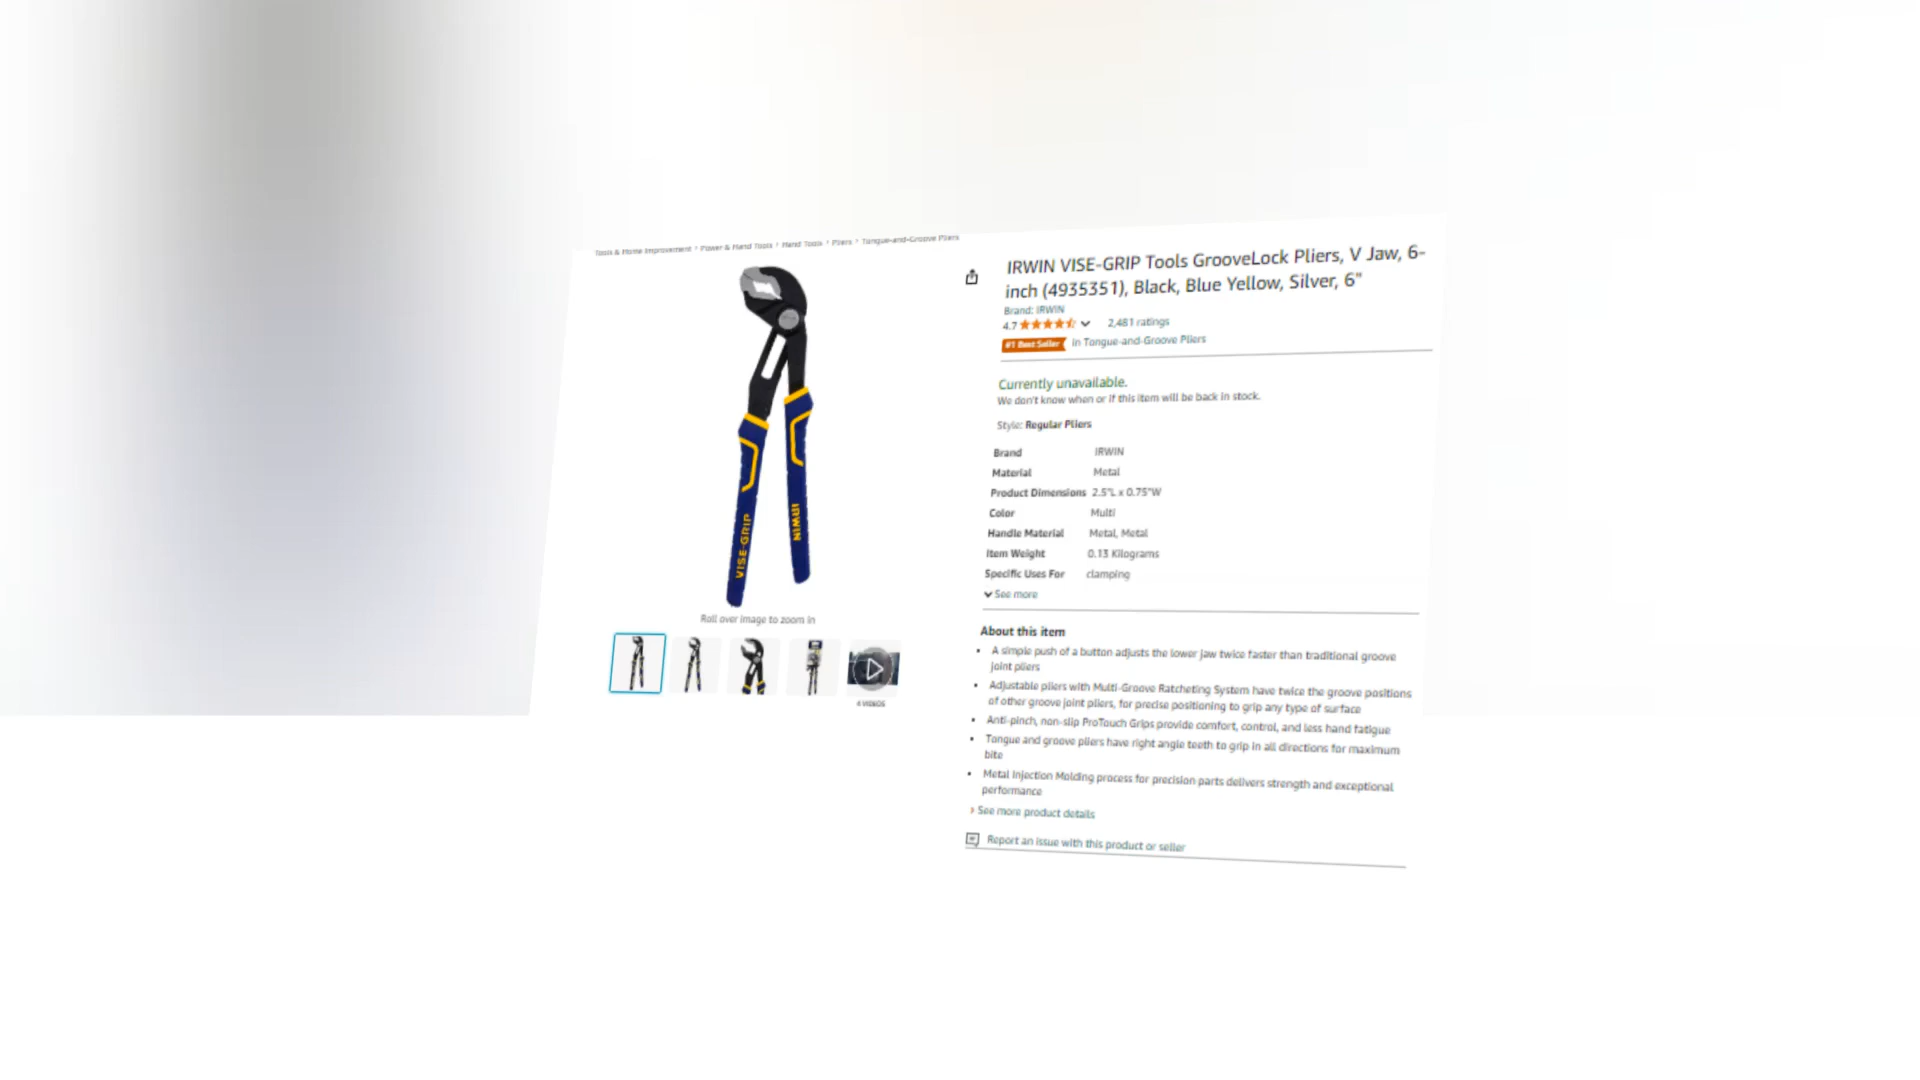 Tools & Home Improvement › Power & Hand Tools › Hand Tools › Pliers › Tongue-and-Groove Pliers
VISE-GRIP
IRWIN
Roll over image to zoom in
4 VIDEOS
IRWIN VISE-GRIP Tools GrooveLock Pliers, V Jaw, 6-
inch (4935351), Black, Blue Yellow, Silver, 6"
Brand: IRWIN
4.7 2,481 ratings
#1 Best Seller in Tongue-and-Groove Pliers
Currently unavailable.
We don't know when or if this item will be back in stock.
Style: Regular Pliers
Brand IRWIN
Material Metal
Product Dimensions 2.5"L x 0.75"W
Color Multi
Handle Material Metal, Metal
Item Weight 0.13 Kilograms
Specific Uses For clamping
See more
About this item
• A simple push of a button adjusts the lower jaw twice faster than traditional groove
joint pliers
• Adjustable pliers with Multi-Groove Ratcheting System have twice the groove positions
of other groove joint pliers, for precise positioning to grip any type of surface
• Anti-pinch, non-slip ProTouch Grips provide comfort, control, and less hand fatigue
• Tongue and groove pliers have right angle teeth to grip in all directions for maximum
bite
• Metal Injection Molding process for precision parts delivers strength and exceptional
performance
› See more product details
Report an issue with this product or seller